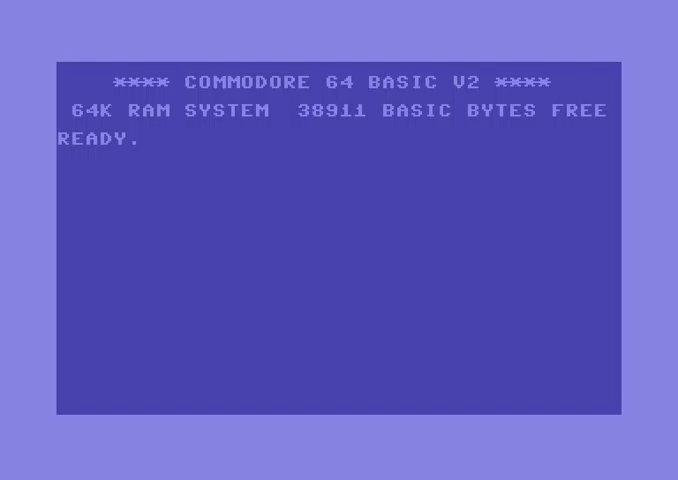 **** COMMODORE 64 BASIC V2 ****
64K RAM SYSTEM  38911 BASIC BYTES FREE
READY.